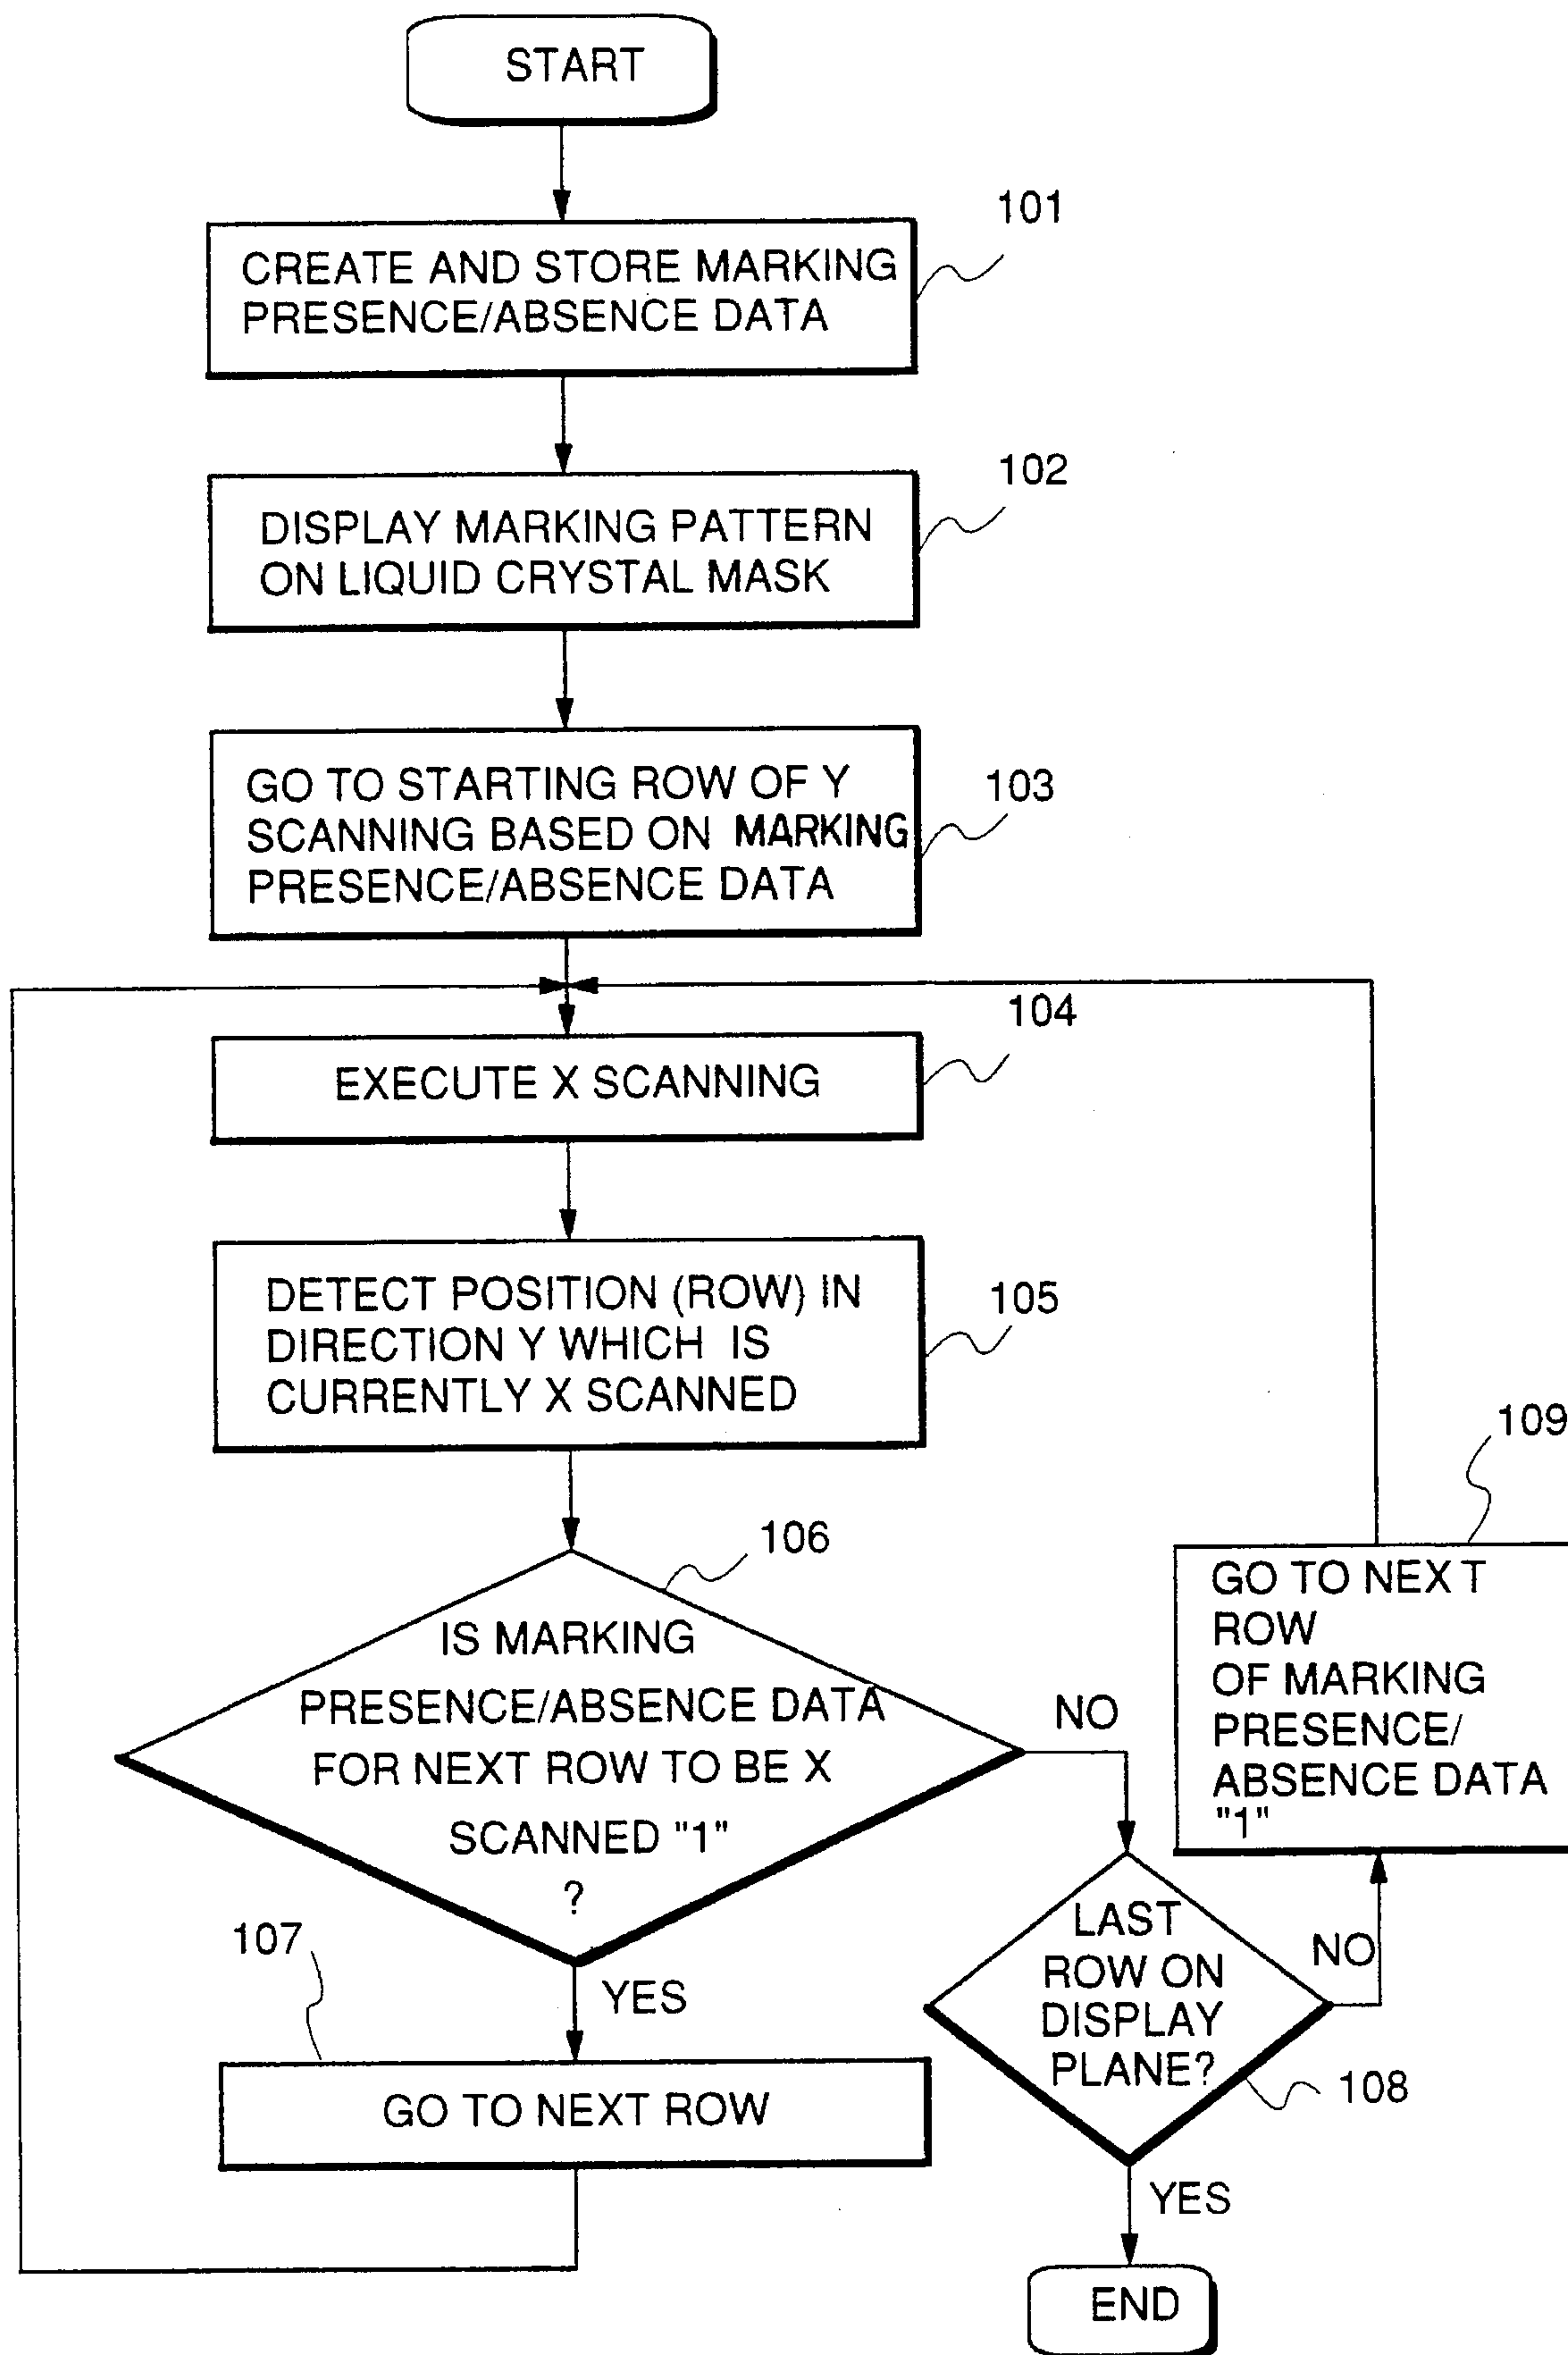 START
101
CREATE AND STORE MARKING
PRESENCE/ABSENCE DATA
102
DISPLAY MARKING PATTERN
ON LIQUID CRYSTAL MASK
103
GO TO STARTING ROW OF Y
SCANNING BASED ON MARKING
PRESENCE/ABSENCE DATA
104
EXECUTE X SCANNING
105
DETECT POSITION (ROW) IN
DIRECTION Y WHICH IS
CURRENTLY X SCANNED
106
IS MARKING
PRESENCE/ABSENCE DATA
FOR NEXT ROW TO BE X
SCANNED "1"
?
NO
YES
107
GO TO NEXT ROW
LAST
ROW ON
DISPLAY
PLANE?
108
NO
YES
109
GO TO NEXT
ROW
OF MARKING
PRESENCE/
ABSENCE DATA
"1"
END